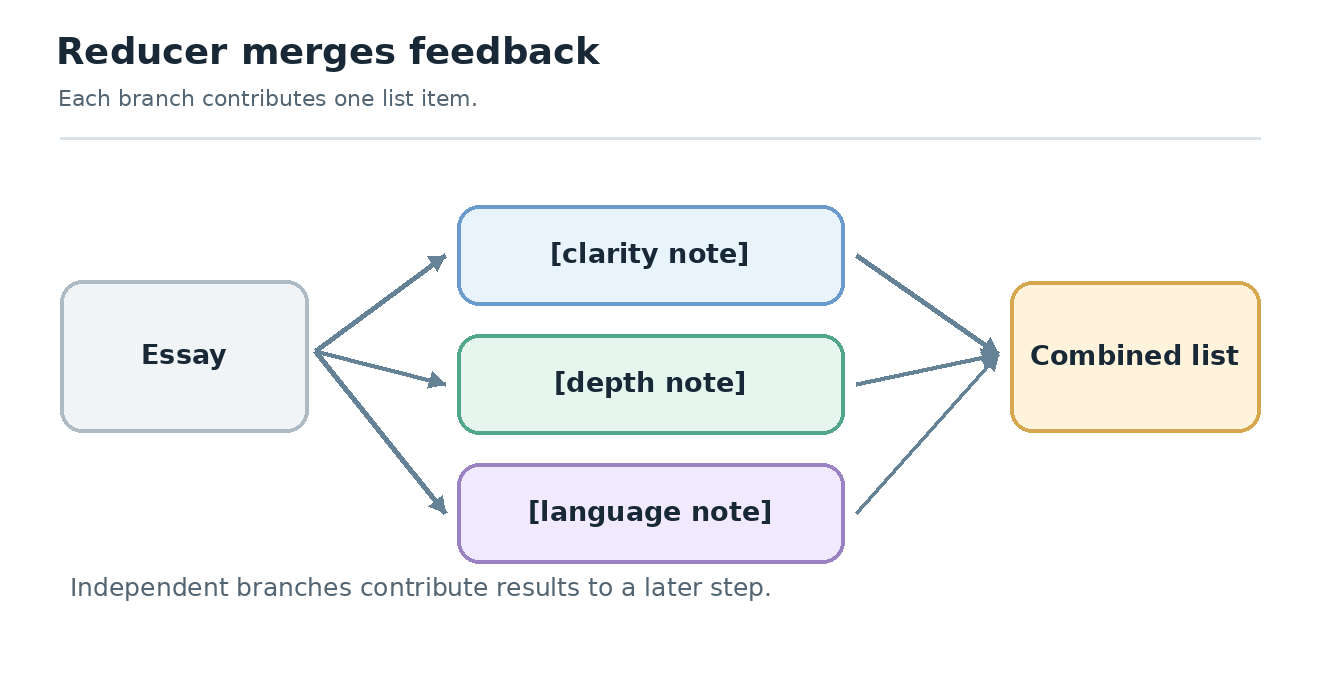 Reducer merges feedback
Each branch contributes one list item.
[clarity note]
Essay
[depth note]
Combined list
[language note]
Independent branches contribute results to a later step.